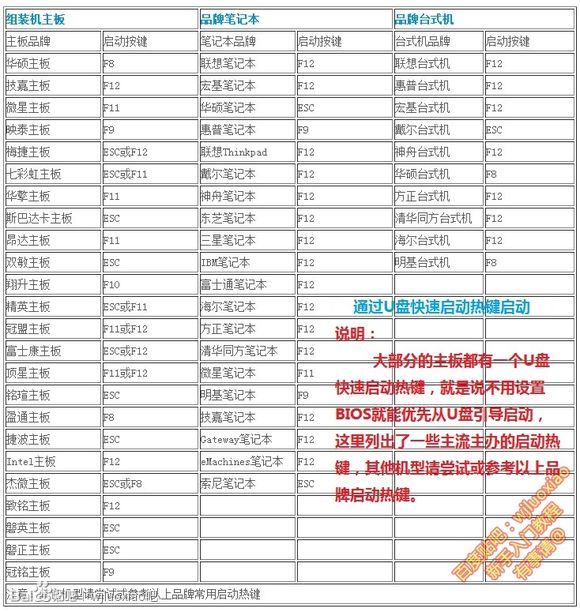 组装机主板 品牌笔记本 品牌台式机
主板品牌 启动按键 笔记本品牌 启动按键 台式机品牌 启动按键
华硕主板 F8 联想笔记本 F12 联想台式机 F12
技嘉主板 F12 宏基笔记本 F12 惠普台式机 F12
微星主板 F11 华硕笔记本 ESC 宏基台式机 F12
映泰主板 F9 惠普笔记本 F9 戴尔台式机 ESC
梅捷主板 ESC或F12 联想Thinkpad F12 神舟台式机 F12
七彩虹主板 ESC或F11 戴尔笔记本 F12 华硕台式机 F8
华擎主板 F11 神舟笔记本 F12 方正台式机 F12
斯巴达卡主板 ESC 东芝笔记本 F12 清华同方台式机 F12
昂达主板 F11 三星笔记本 F12 海尔台式机 F12
双敏主板 ESC IBM笔记本 F12 明基台式机 F8
翔升主板 F10 富士通笔记本 F12
精英主板 ESC或F11 海尔笔记本 F12
冠盟主板 F11或F12 方正笔记本 F12
富士康主板 ESC或F12 清华同方笔记本 F12
顶星主板 F11或F12 微星笔记本 F11
铭瑄主板 ESC 明基笔记本 F9
盈通主板 F8 技嘉笔记本 F12
捷波主板 ESC Gateway笔记本 F12
Intel主板 F12 eMachines笔记本 F12
杰微主板 ESC或F8 索尼笔记本 ESC
致铭主板 F12
磐英主板 ESC
磐正主板 ESC
冠铭主板 F9
注意：其它机型请尝试或参考以上品牌常用启动热键
通过U盘快速启动热键启动
说明：
大部分的主板都有一个U盘
快速启动热键，就是说不用设置
BIOS就能优先从U盘引导启动，
这里列出了一些主流主办的启动热
键，其他机型请尝试或参考以上品
牌启动热键。
百度贴吧：wjluoxiao
新手入门教程
有事请@